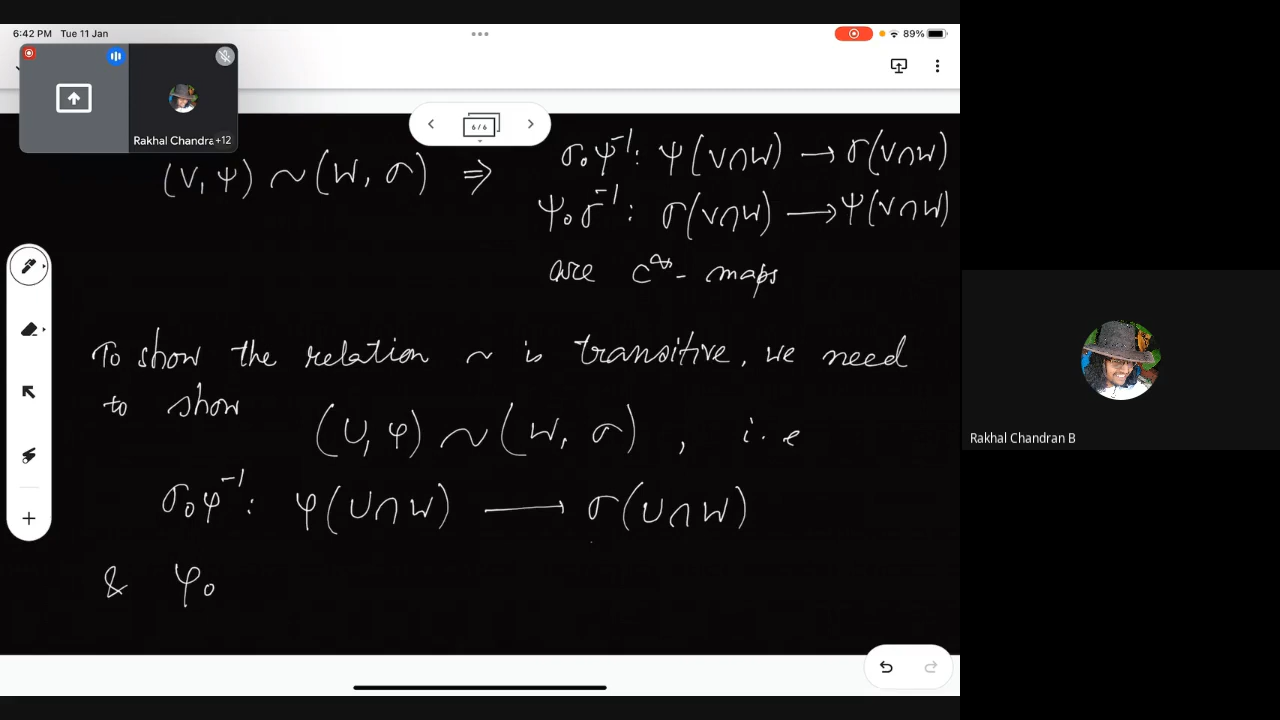 6:42 PM Tue 11 Jan
89%
Rakhal Chandra +12
6/6
(V, ψ) ~ (W, σ) ⇒ σ∘ψ⁻¹: ψ(V∩W) → σ(V∩W)
ψ∘σ⁻¹: σ(V∩W) → ψ(V∩W)
are C^∞- maps
To show the relation ~ is transitive, we need
to show
(U, φ) ~ (W, σ) , i.e
σ∘φ⁻¹: φ(U∩W) → σ(U∩W)
& φ∘
Rakhal Chandran B